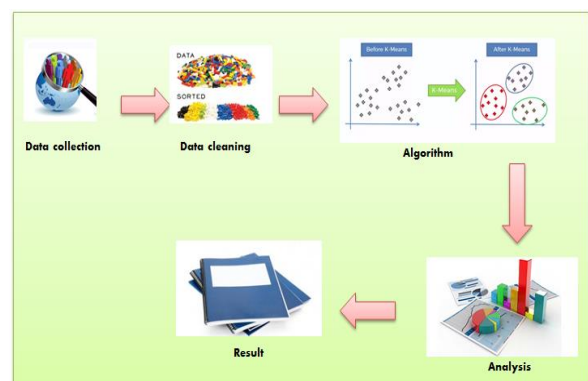 DATA
SORTED
Before K-Means
After K-Means
K-Means
Data collection
Data cleaning
Algorithm
Result
Analysis